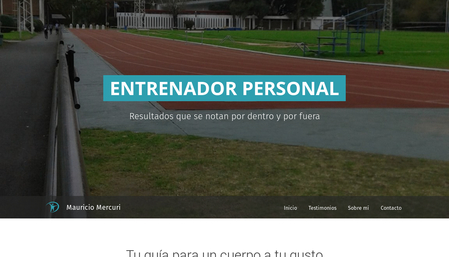 ENTRENADOR PERSONAL
Resultados que se notan por dentro y por fuera
Mauricio Mercuri
Inicio Testimonios Sobre mi Contacto
Tu guía para un cuerpo a tu gusto